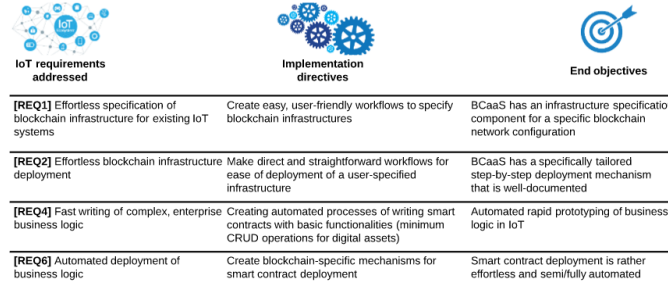 IoT
IoT requirements
addressed
Implementation
directives
End objectives
[REQ1] Effortless specification of
blockchain infrastructure for existing IoT
systems
Create easy, user-friendly workflows to specify
blockchain infrastructures
BCaaS has an infrastructure specificatio
component for a specific blockchain
network configuration
[REQ2] Effortless blockchain infrastructure
deployment
Make direct and straightforward workflows for
ease of deployment of a user-specified
infrastructure
BCaaS has a specifically tailored
step-by-step deployment mechanism
that is well-documented
[REQ4] Fast writing of complex, enterprise
business logic
Creating automated processes of writing smart
contracts with basic functionalities (minimum
CRUD operations for digital assets)
Automated rapid prototyping of business
logic in IoT
[REQ6] Automated deployment of
business logic
Create blockchain-specific mechanisms for
smart contract deployment
Smart contract deployment is rather
effortless and semi/fully automated